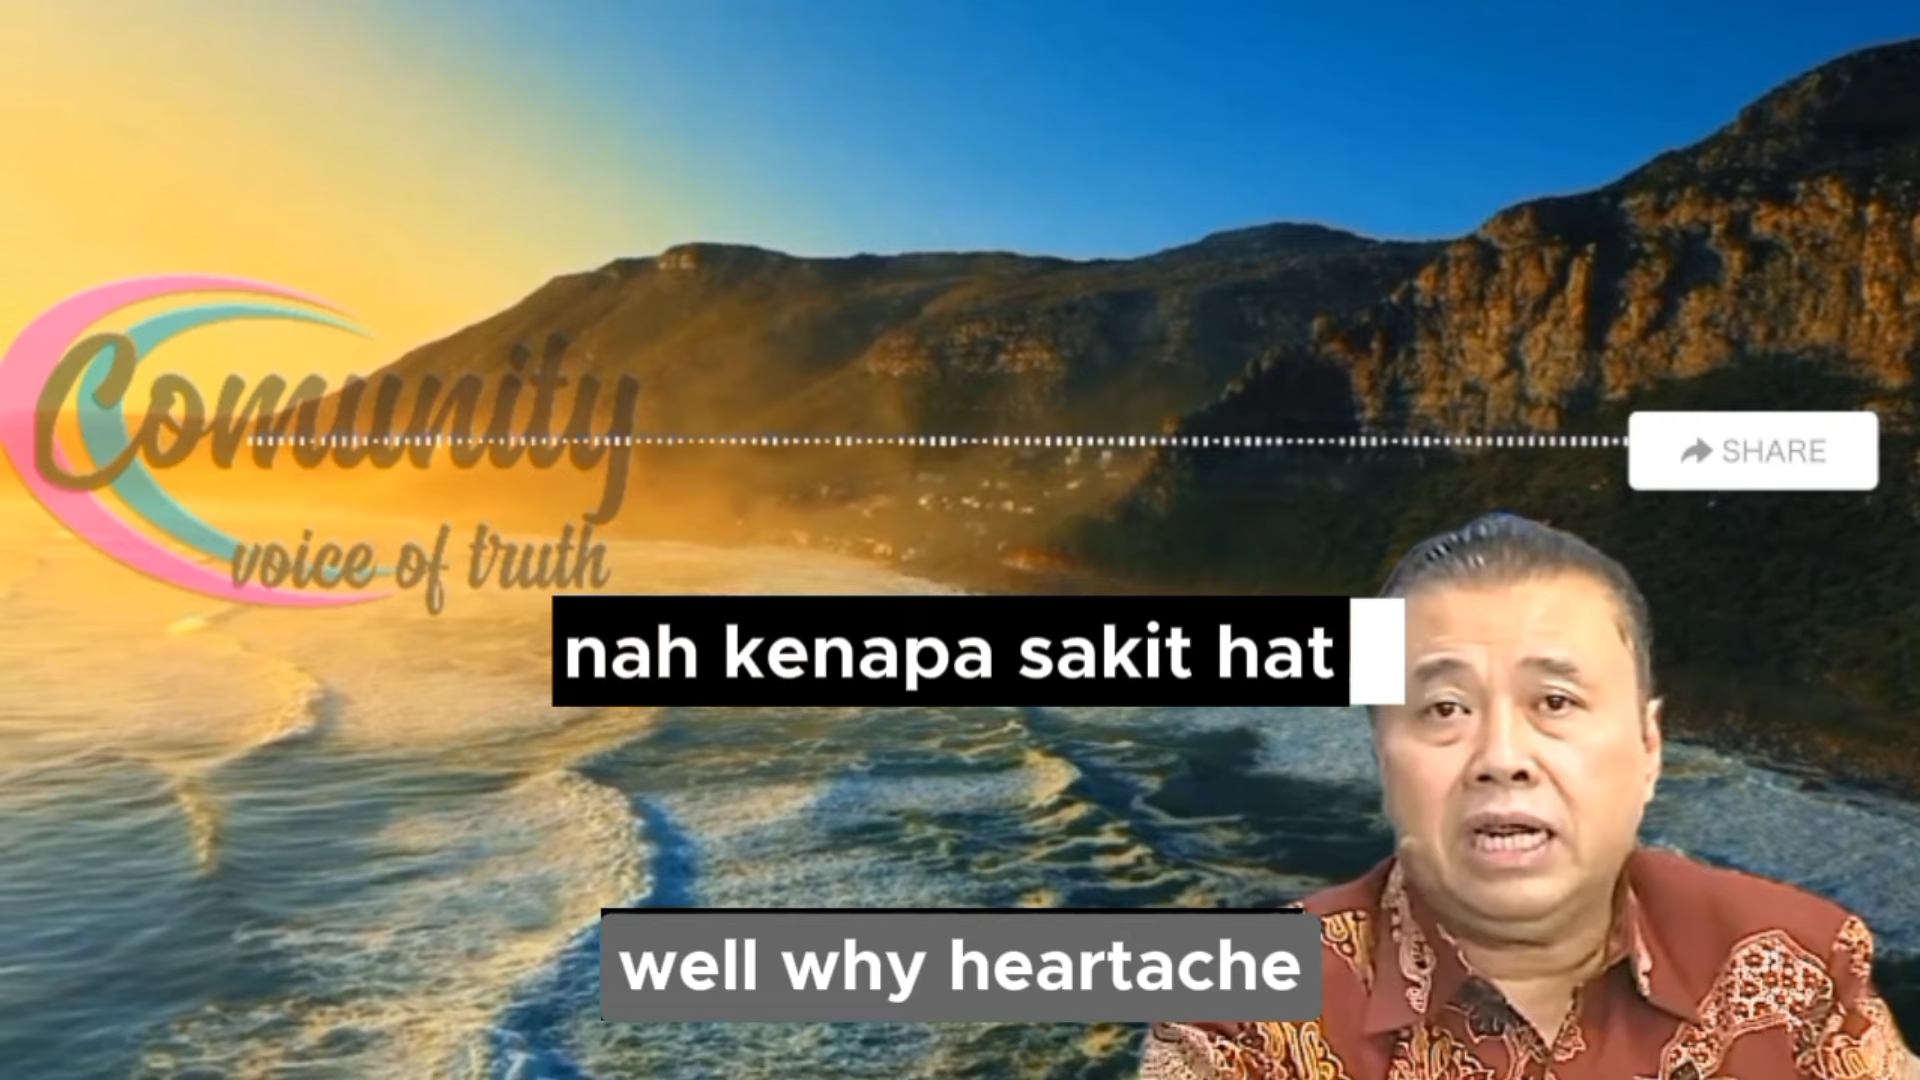 Comunity
voice of truth
SHARE
nah kenapa sakit hat
well why heartache